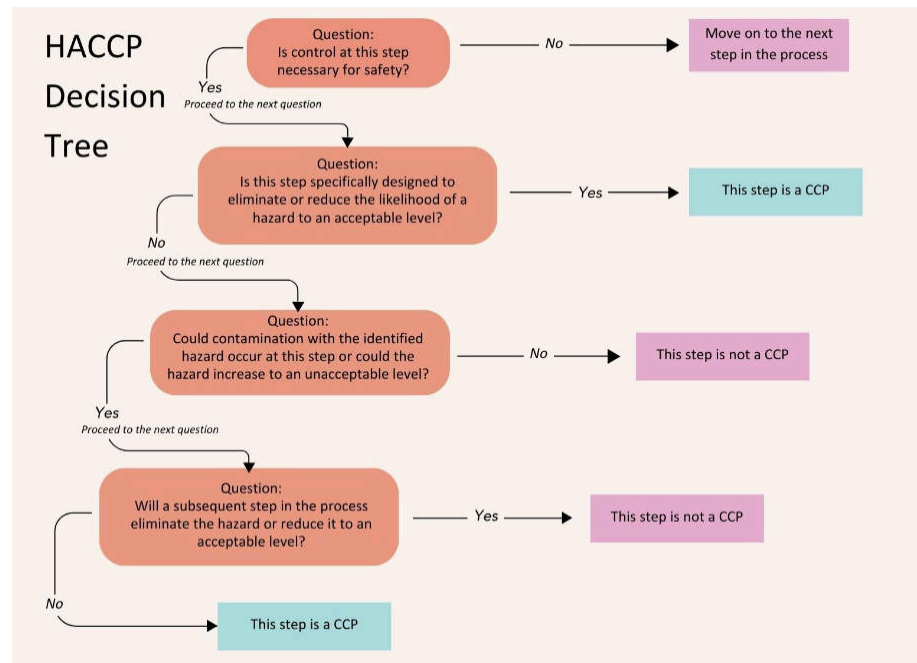 HACCP
Decision
Tree
Question:
Is control at this step
necessary for safety?
No
Move on to the next
step in the process
Yes
Proceed to the next question
Question:
Is this step specifically designed to
eliminate or reduce the likelihood of a
hazard to an acceptable level?
Yes
This step is a CCP
No
Proceed to the next question
Question:
Could contamination with the identified
hazard occur at this step or could the
hazard increase to an unacceptable level?
No
This step is not a CCP
Yes
Proceed to the next question
Question:
Will a subsequent step in the process
eliminate the hazard or reduce it to an
acceptable level?
Yes
This step is not a CCP
No
This step is a CCP